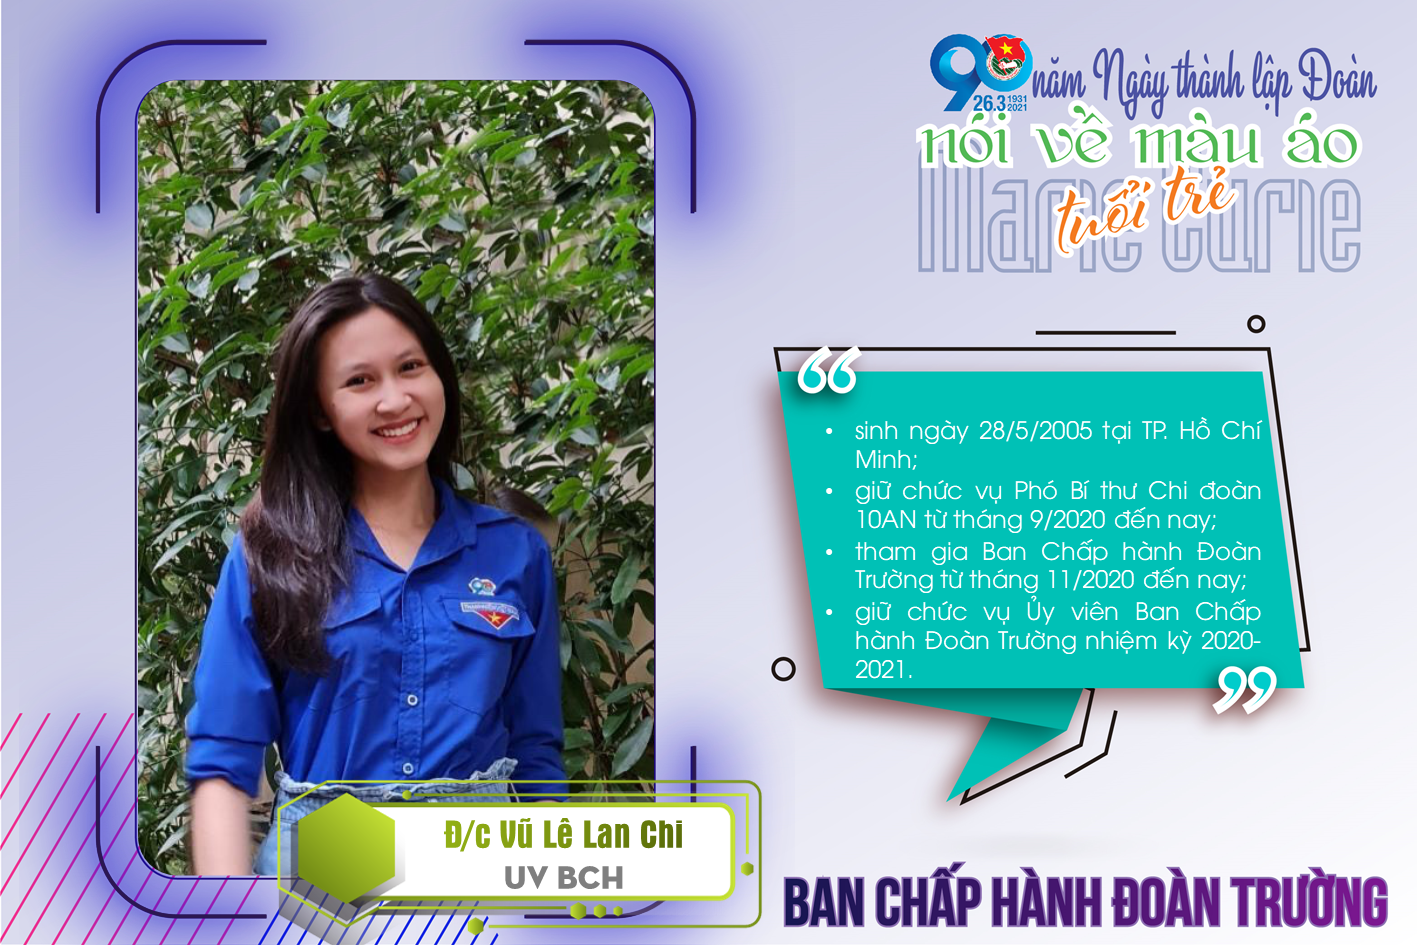 90 năm Ngày thành lập Đoàn
26.3 1931 2021
nói về màu áo
tuổi trẻ
Marie Curie
“
• sinh ngày 28/5/2005 tại TP. Hồ Chí
Minh;
• giữ chức vụ Phó Bí thư Chi đoàn
10AN từ tháng 9/2020 đến nay;
• tham gia Ban Chấp hành Đoàn
Trường từ tháng 11/2020 đến nay;
• giữ chức vụ Ủy viên Ban Chấp
hành Đoàn Trường nhiệm kỳ 2020-
2021.
”
Đ/c Vũ Lê Lan Chi
UV BCH
BAN CHẤP HÀNH ĐOÀN TRƯỜNG